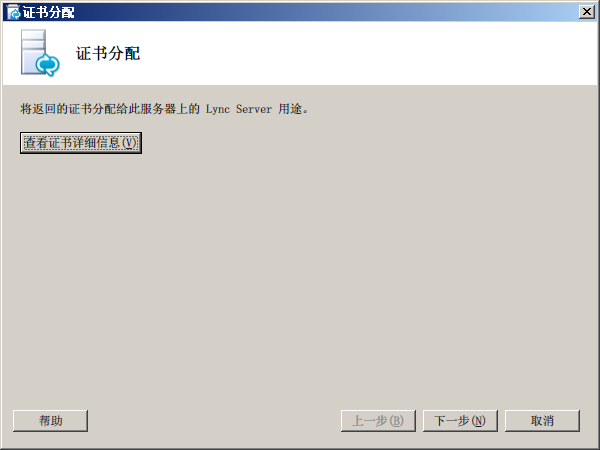 证书分配
证书分配
将返回的证书分配给此服务器上的 Lync Server 用途。
查看证书详细信息(V)
帮助 上一步(B) 下一步(N) 取消